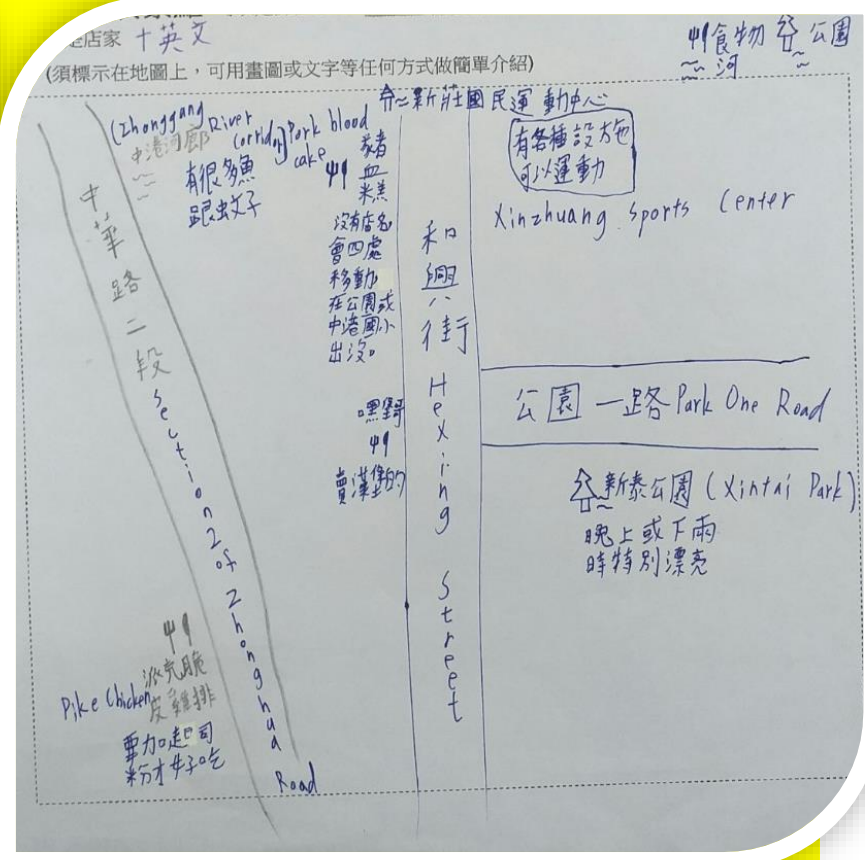 是店家 十英文
(須標示在地圖上,可用畫圖或文字等任何方式做簡單介紹)
食物 公園
河
(Zhonggang River corridor)
中港河廊
有很多魚
跟蚊子
Pork blood cake
豬血米糕
沒有店名
會四處
移動
在公園或
中港國小
出沒。
新莊國民運動中心
有各種設施
可以運動
Xinzhuang Sports Center
中華路二段 Section 2 of Zhonghua Road
和興街 Hexing Street
公園一路 Park One Road
嘿堡哥
賣漢堡的
新泰公園 (Xintai Park)
晚上或下雨
時特別漂亮
派克脆
皮雞排
Pike Chicken
要加起司
粉才好吃